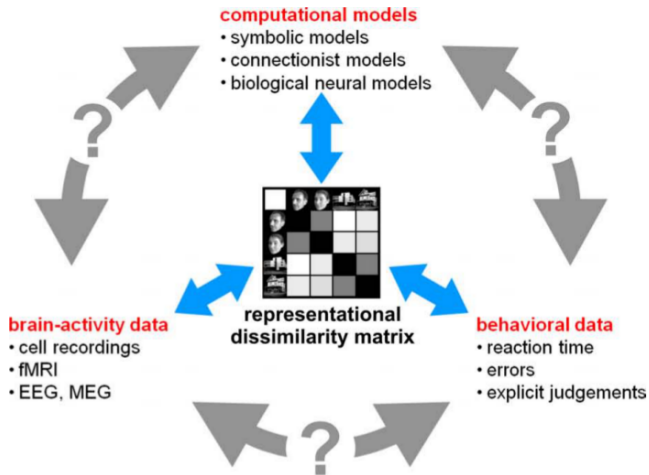 computational models
• symbolic models
• connectionist models
• biological neural models
?
?
representational
dissimilarity matrix
brain-activity data
• cell recordings
• fMRI
• EEG, MEG
behavioral data
• reaction time
• errors
• explicit judgements
?